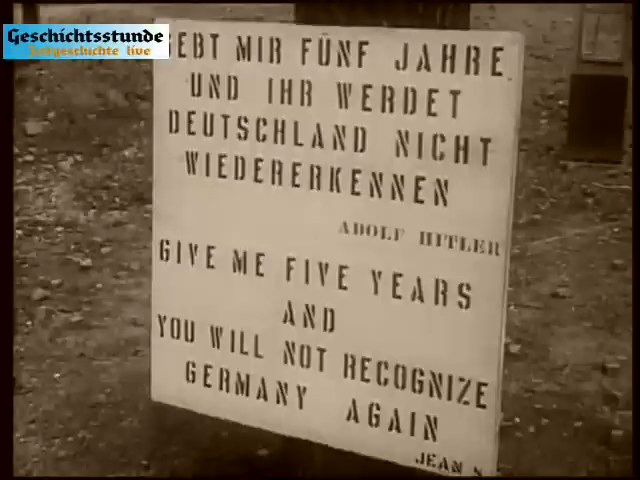 Geschichtsstunde
Zeitgeschichte live
GEBT MIR FÜNF JAHRE
UND IHR WERDET
DEUTSCHLAND NICHT
WIEDERERKENNEN
ADOLF HITLER
GIVE ME FIVE YEARS
AND
YOU WILL NOT RECOGNIZE
GERMANY AGAIN
JEAN